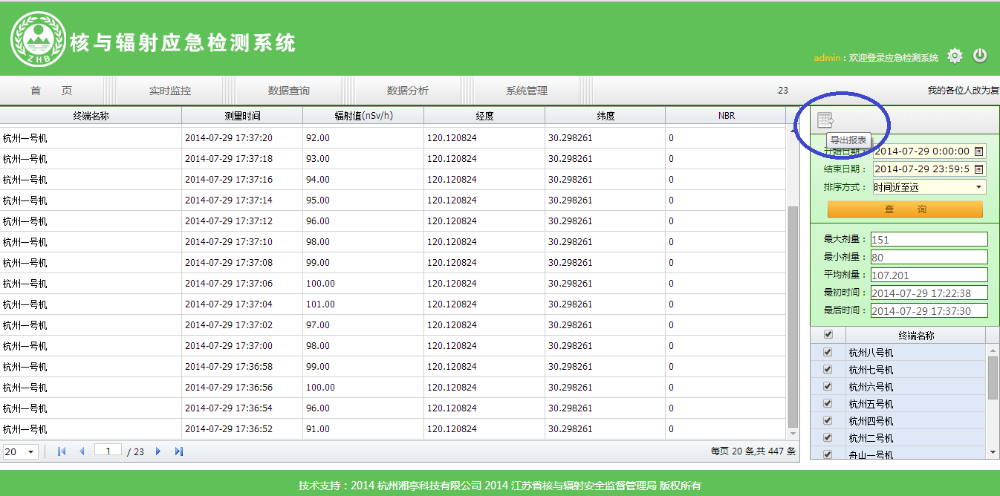 ZHB
核与辐射应急检测系统
admin：欢迎登录应急检测系统
首 页 实时监控 数据查询 数据分析 系统管理 23 我的各位人改为复
终端名称 测量时间 辐射值(nSv/h) 经度 纬度 NBR
杭州一号机 2014-07-29 17:37:20 92.00 120.120824 30.298261 0
杭州一号机 2014-07-29 17:37:18 93.00 120.120824 30.298261 0
杭州一号机 2014-07-29 17:37:16 94.00 120.120824 30.298261 0
杭州一号机 2014-07-29 17:37:14 95.00 120.120824 30.298261 0
杭州一号机 2014-07-29 17:37:12 96.00 120.120824 30.298261 0
杭州一号机 2014-07-29 17:37:10 98.00 120.120824 30.298261 0
杭州一号机 2014-07-29 17:37:08 99.00 120.120824 30.298261 0
杭州一号机 2014-07-29 17:37:06 100.00 120.120824 30.298261 0
杭州一号机 2014-07-29 17:37:04 101.00 120.120824 30.298261 0
杭州一号机 2014-07-29 17:37:02 97.00 120.120824 30.298261 0
杭州一号机 2014-07-29 17:37:00 98.00 120.120824 30.298261 0
杭州一号机 2014-07-29 17:36:58 99.00 120.120824 30.298261 0
杭州一号机 2014-07-29 17:36:56 100.00 120.120824 30.298261 0
杭州一号机 2014-07-29 17:36:54 96.00 120.120824 30.298261 0
杭州一号机 2014-07-29 17:36:52 91.00 120.120824 30.298261 0
20 1 / 23 每页 20 条,共 447 条
导出报表
开始日期： 2014-07-29 0:00:00
结束日期： 2014-07-29 23:59:5
排序方式： 时间近至远
查 询
最大剂量： 151
最小剂量： 80
平均剂量： 107.201
最初时间： 2014-07-29 17:22:38
最后时间： 2014-07-29 17:37:30
终端名称
杭州八号机
杭州七号机
杭州六号机
杭州五号机
杭州四号机
杭州二号机
舟山一号机
技术支持：2014 杭州湘亭科技有限公司 2014 江苏省核与辐射安全监督管理局 版权所有